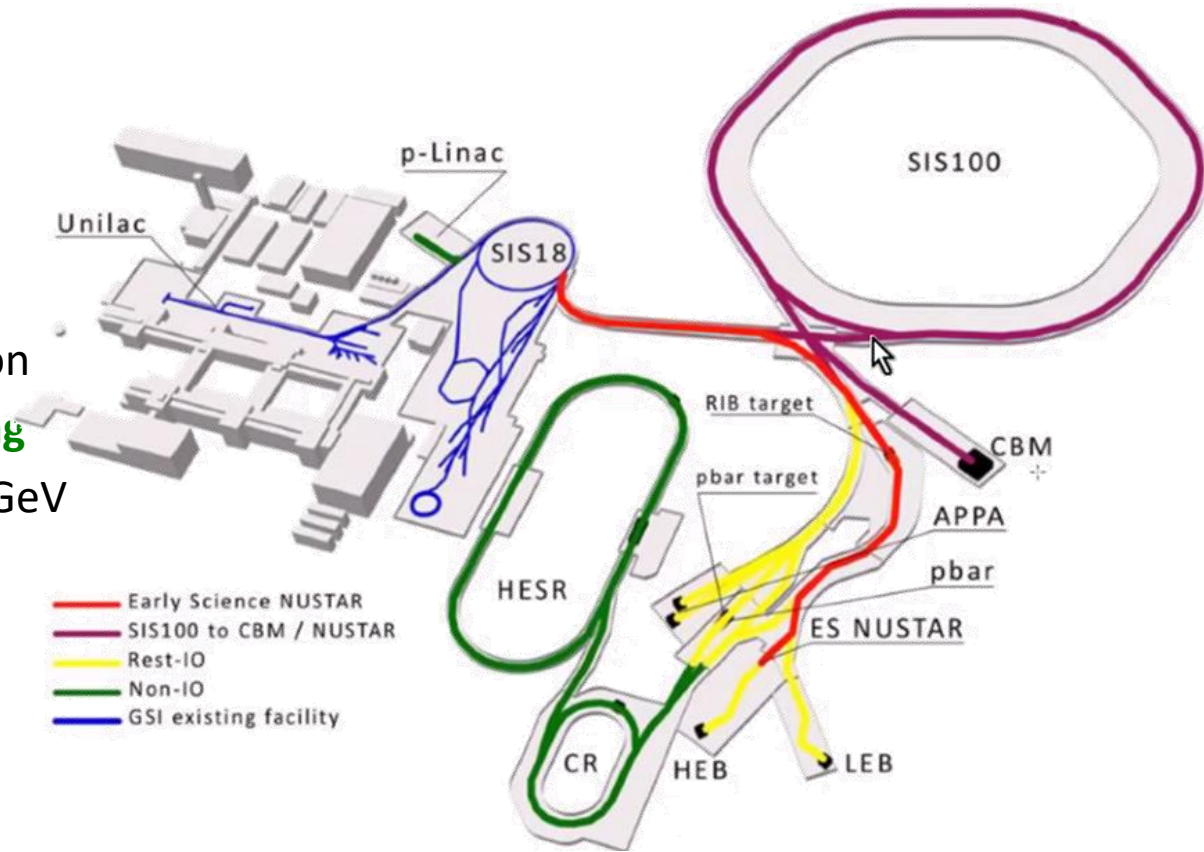 SIS100
p-Linac
Unilac
SIS18
on
g
GeV
RIB target
CBM
pbar target
APPA
pbar
HESR
ES NUSTAR
Early Science NUSTAR
SIS100 to CBM / NUSTAR
Rest-IO
Non-IO
GSI existing facility
CR
HEB
LEB